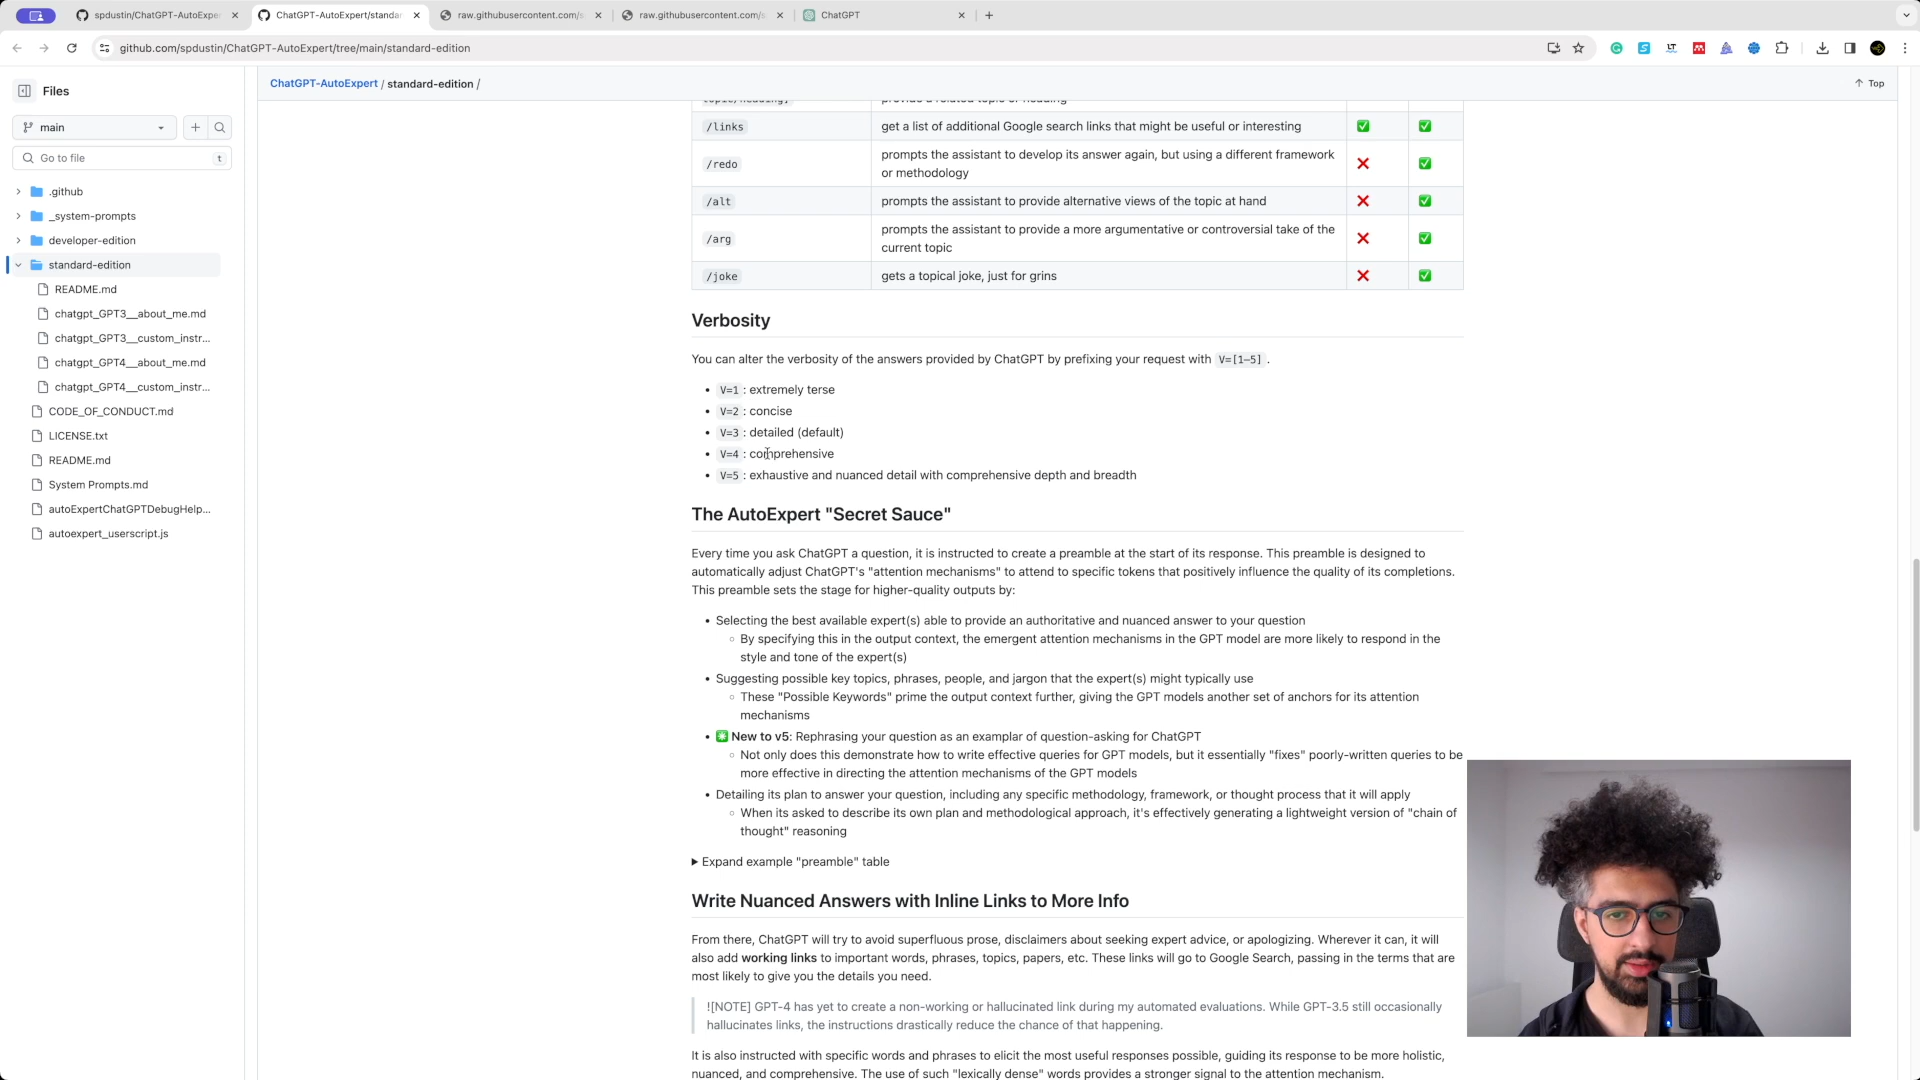 spdustin/ChatGPT-AutoExper
ChatGPT-AutoExpert/standar
raw.githubusercontent.com/s
raw.githubusercontent.com/s
ChatGPT
github.com/spdustin/ChatGPT-AutoExpert/tree/main/standard-edition
Files
main
Go to file
t
.github
_system-prompts
developer-edition
standard-edition
README.md
chatgpt_GPT3__about_me.md
chatgpt_GPT3__custom_instr...
chatgpt_GPT4__about_me.md
chatgpt_GPT4__custom_instr...
CODE_OF_CONDUCT.md
LICENSE.txt
README.md
System Prompts.md
autoExpertChatGPTDebugHelp...
autoexpert_userscript.js
ChatGPT-AutoExpert / standard-edition /
Top
topic/heading] provide a related topic or heading
/links get a list of additional Google search links that might be useful or interesting
/redo prompts the assistant to develop its answer again, but using a different framework
or methodology
/alt prompts the assistant to provide alternative views of the topic at hand
/arg prompts the assistant to provide a more argumentative or controversial take of the
current topic
/joke gets a topical joke, just for grins
Verbosity
You can alter the verbosity of the answers provided by ChatGPT by prefixing your request with V=[1–5] .
• V=1 : extremely terse
• V=2 : concise
• V=3 : detailed (default)
• V=4 : comprehensive
• V=5 : exhaustive and nuanced detail with comprehensive depth and breadth
The AutoExpert "Secret Sauce"
Every time you ask ChatGPT a question, it is instructed to create a preamble at the start of its response. This preamble is designed to
automatically adjust ChatGPT's "attention mechanisms" to attend to specific tokens that positively influence the quality of its completions.
This preamble sets the stage for higher-quality outputs by:
• Selecting the best available expert(s) able to provide an authoritative and nuanced answer to your question
◦ By specifying this in the output context, the emergent attention mechanisms in the GPT model are more likely to respond in the
style and tone of the expert(s)
• Suggesting possible key topics, phrases, people, and jargon that the expert(s) might typically use
◦ These "Possible Keywords" prime the output context further, giving the GPT models another set of anchors for its attention
mechanisms
• ✳️ New to v5: Rephrasing your question as an examplar of question-asking for ChatGPT
◦ Not only does this demonstrate how to write effective queries for GPT models, but it essentially "fixes" poorly-written queries to be
more effective in directing the attention mechanisms of the GPT models
• Detailing its plan to answer your question, including any specific methodology, framework, or thought process that it will apply
◦ When its asked to describe its own plan and methodological approach, it's effectively generating a lightweight version of "chain of
thought" reasoning
Expand example "preamble" table
Write Nuanced Answers with Inline Links to More Info
From there, ChatGPT will try to avoid superfluous prose, disclaimers about seeking expert advice, or apologizing. Wherever it can, it will
also add working links to important words, phrases, topics, papers, etc. These links will go to Google Search, passing in the terms that are
most likely to give you the details you need.
![NOTE] GPT-4 has yet to create a non-working or hallucinated link during my automated evaluations. While GPT-3.5 still occasionally
hallucinates links, the instructions drastically reduce the chance of that happening.
It is also instructed with specific words and phrases to elicit the most useful responses possible, guiding its response to be more holistic,
nuanced, and comprehensive. The use of such "lexically dense" words provides a stronger signal to the attention mechanism.